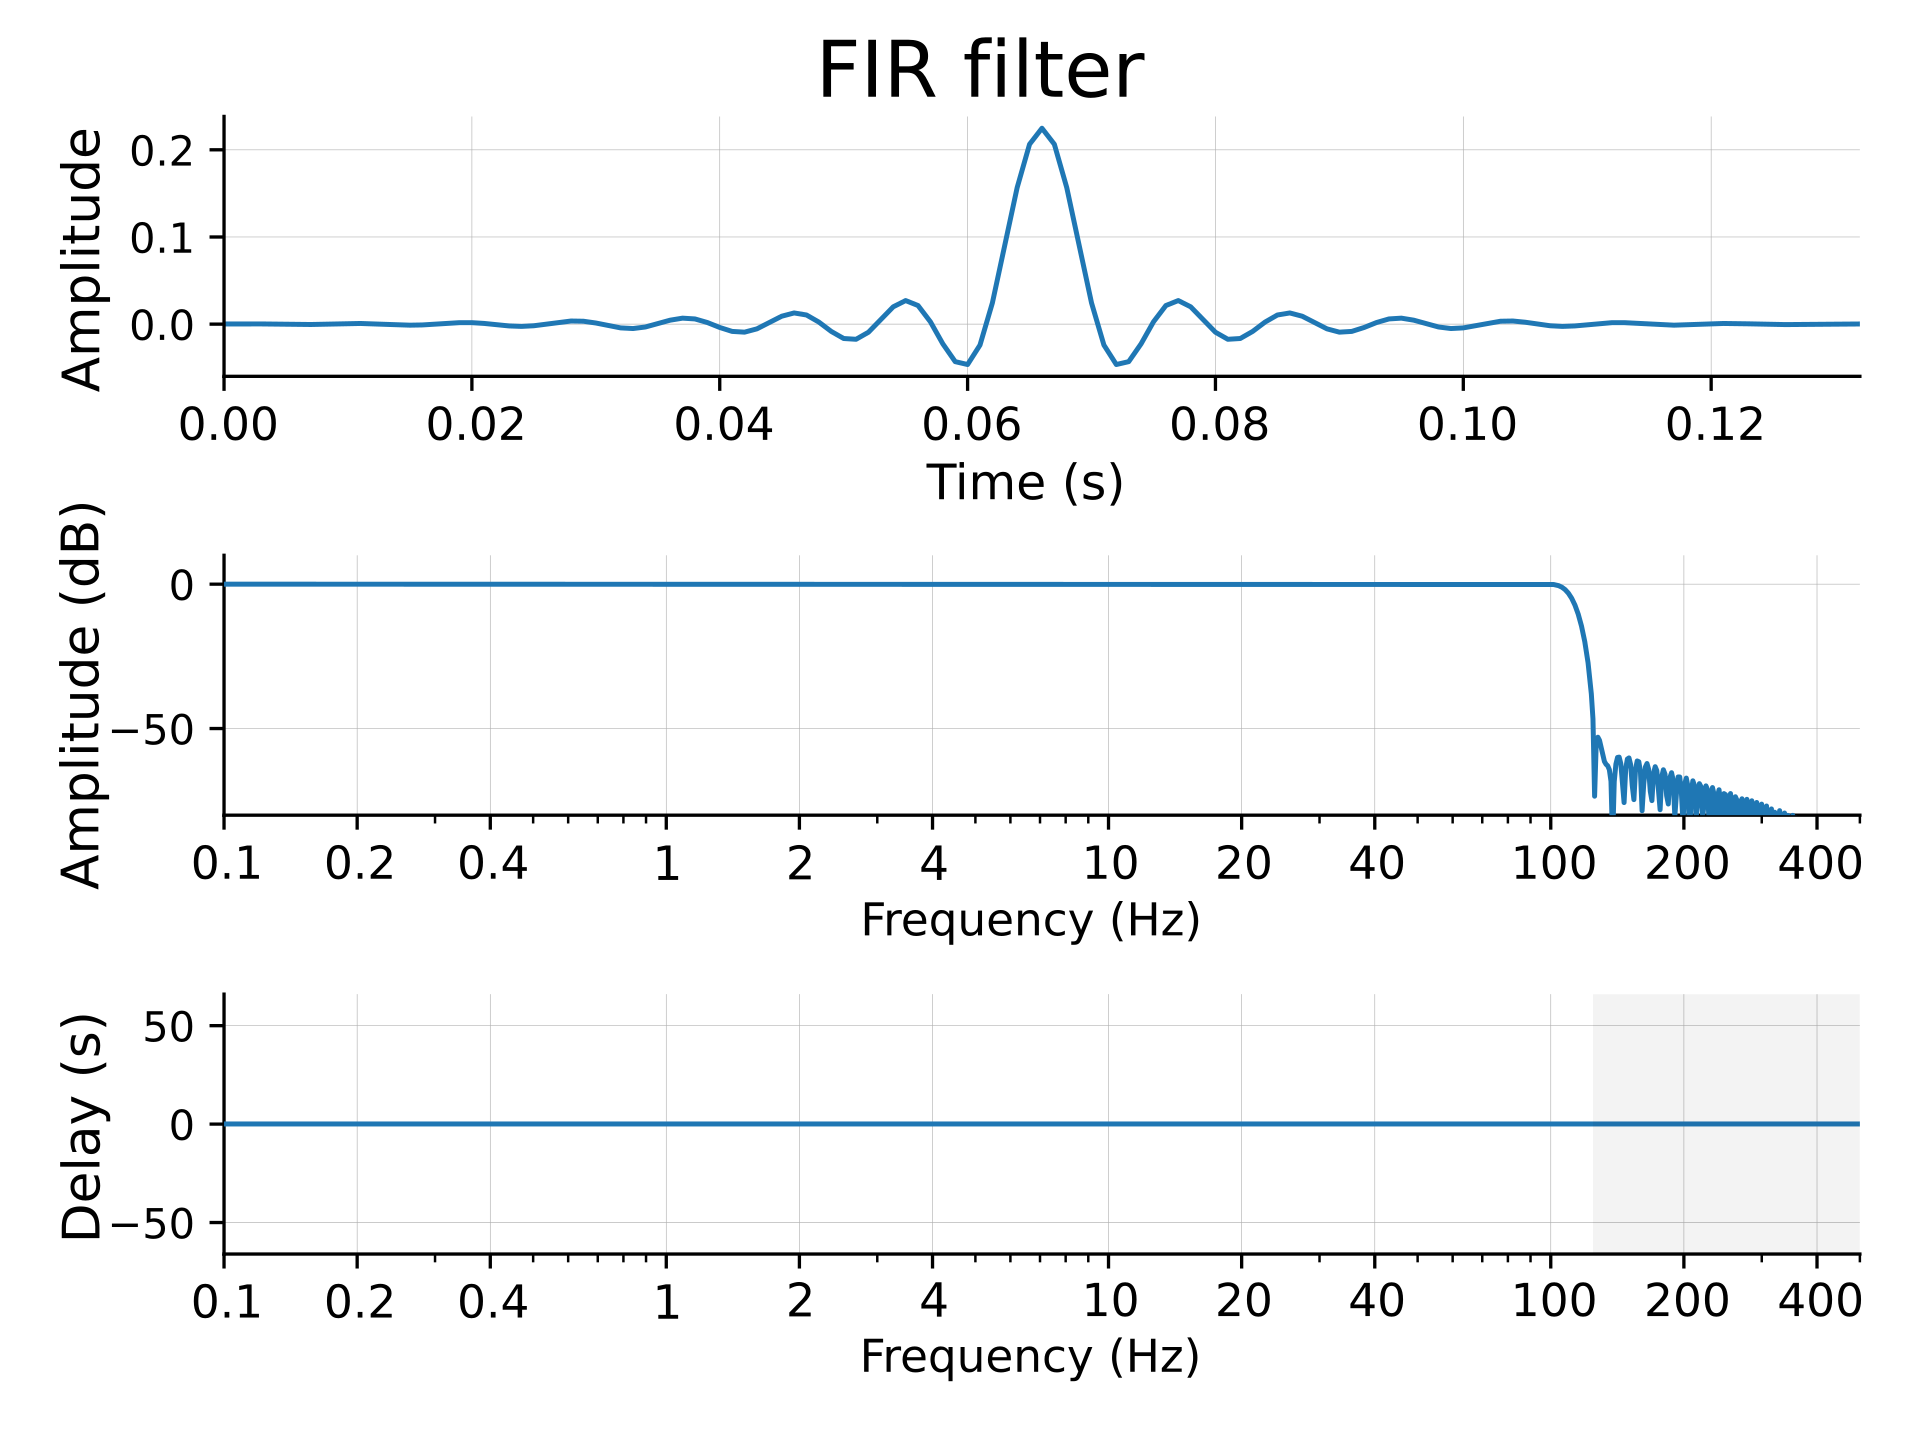 FIR filter
Amplitude
0.2
0.1
0.0
0.00 0.02 0.04 0.06 0.08 0.10 0.12
Time (s)
Amplitude (dB)
0
−50
0.1 0.2 0.4 1 2 4 10 20 40 100 200 400
Frequency (Hz)
Delay (s)
50
0
−50
0.1 0.2 0.4 1 2 4 10 20 40 100 200 400
Frequency (Hz)